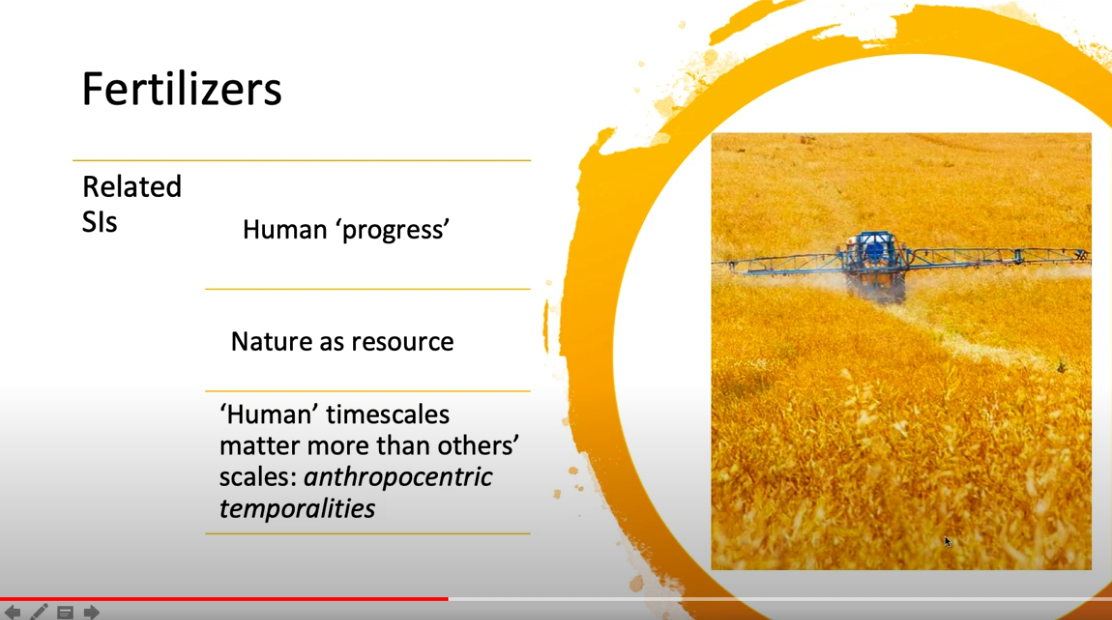 Fertilizers
Related
SIs
Human ‘progress’
Nature as resource
‘Human’ timescales
matter more than others’
scales: anthropocentric
temporalities